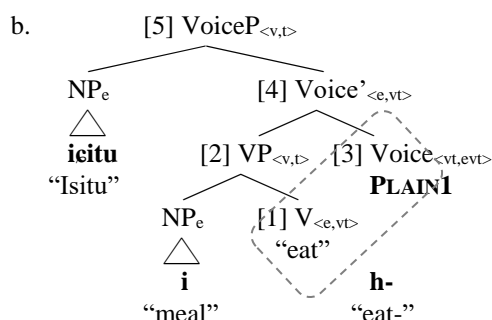 b. [5] VoiceP<v,t>
NPe [4] Voice’<e,vt>
iɕitu [2] VP<v,t> [3] Voice<vt,evt>
“Isitu” PLAIN1
NPe [1] V<e,vt>
“eat”
i h-
“meal” “eat-”